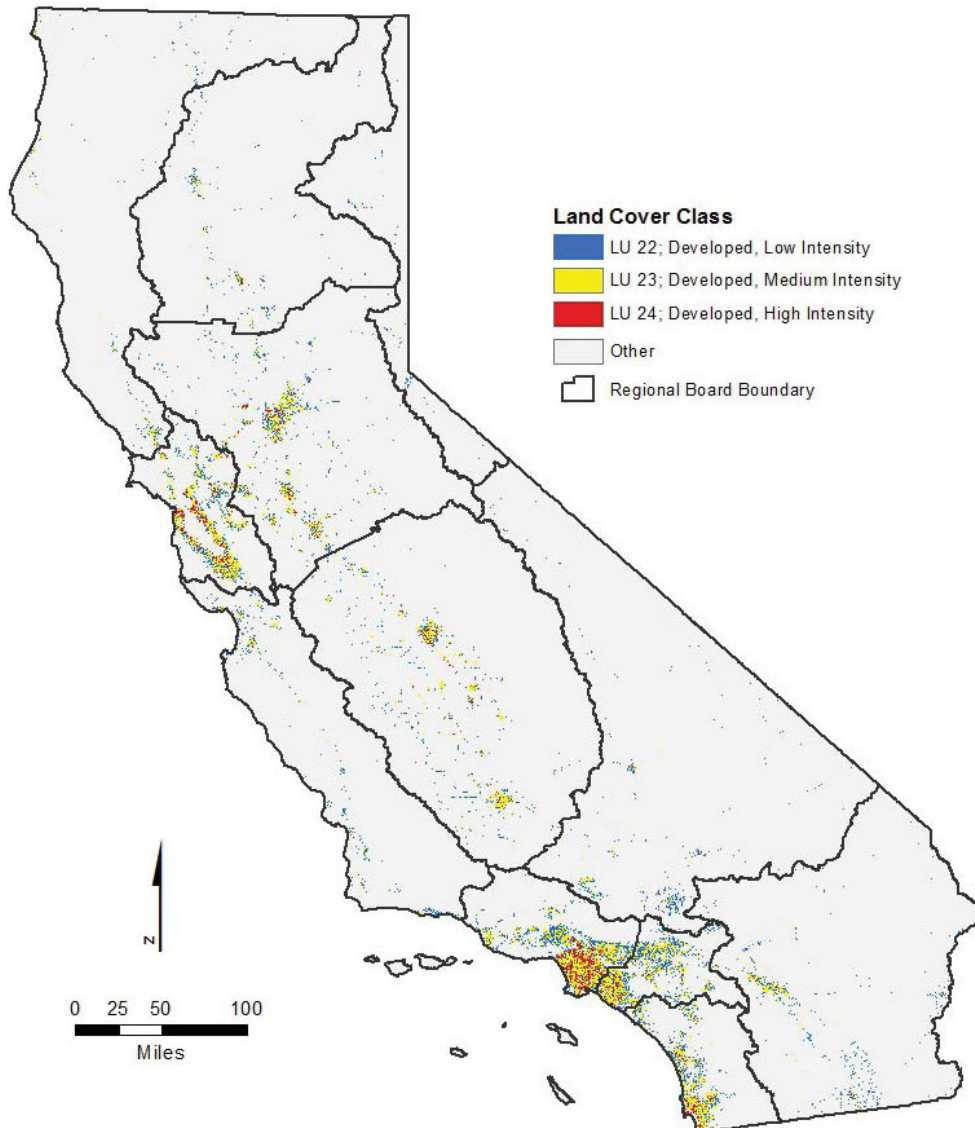 Land Cover Class
LU 22; Developed, Low Intensity
LU 23; Developed, Medium Intensity
LU 24; Developed, High Intensity
Other
Regional Board Boundary
N
0 25 50 100
Miles